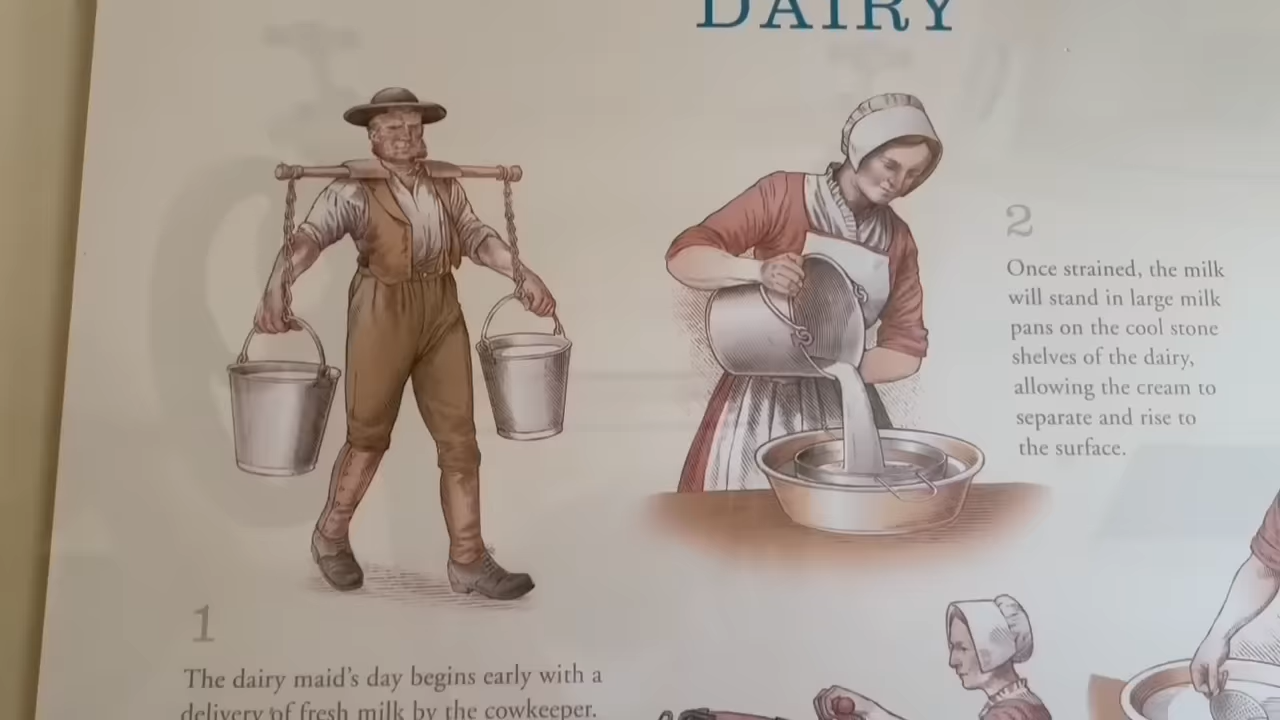 DAIRY
1
The dairy maid's day begins early with a
delivery of fresh milk by the cowkeeper.
2
Once strained, the milk
will stand in large milk
pans on the cool stone
shelves of the dairy,
allowing the cream to
separate and rise to
the surface.